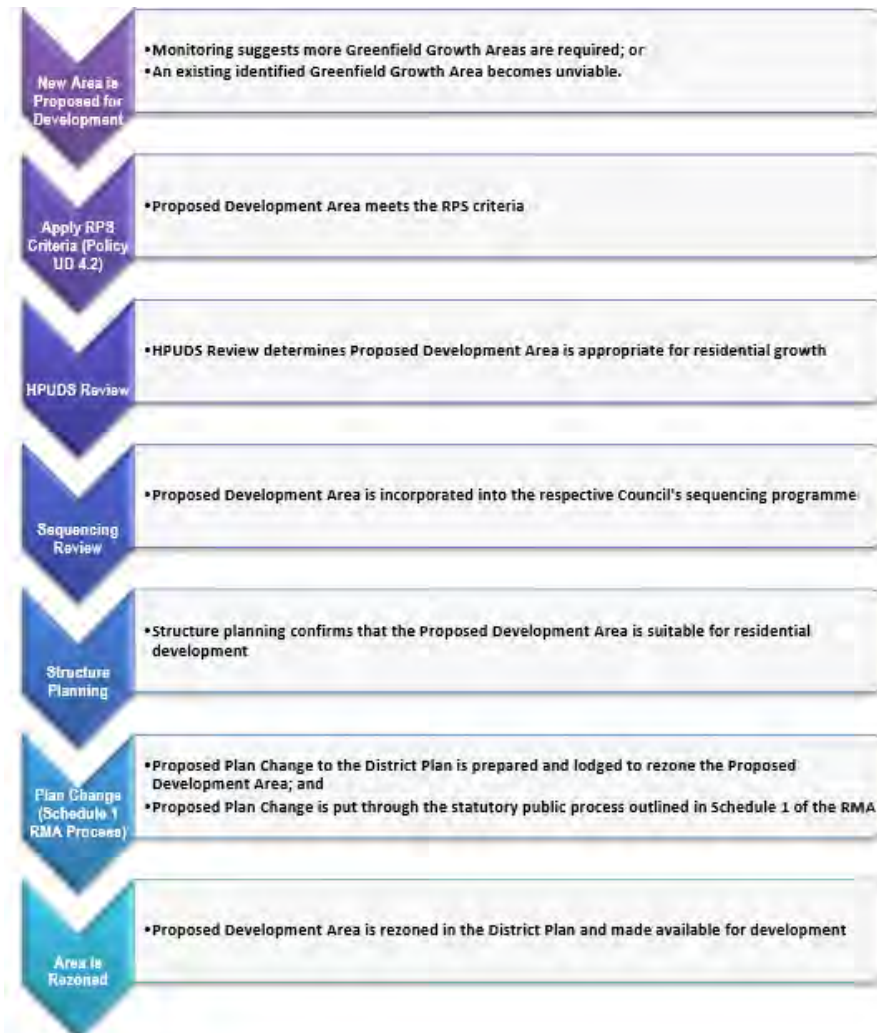 New Area is
Proposed for
Development
•Monitoring suggests more Greenfield Growth Areas are required; or
•An existing identified Greenfield Growth Area becomes unviable.
Apply RPS
Criteria (Policy
UD 4.2)
•Proposed Development Area meets the RPS criteria
HPUDS Review
•HPUDS Review determines Proposed Development Area is appropriate for residential growth
Sequencing
Review
•Proposed Development Area is incorporated into the respective Council's sequencing programme
Structure
Planning
•Structure planning confirms that the Proposed Development Area is suitable for residential
development
Plan Change
(Schedule 1
RMA Process)
•Proposed Plan Change to the District Plan is prepared and lodged to rezone the Proposed
Development Area; and
•Proposed Plan Change is put through the statutory public process outlined in Schedule 1 of the RMA
Area is
Rezoned
•Proposed Development Area is rezoned in the District Plan and made available for development